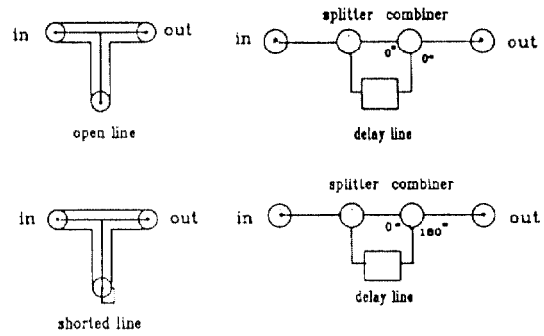 splitter combiner
in out
in out
0° 0°
open line
delay line
splitter combiner
in out
in out
0° 180°
delay line
shorted line